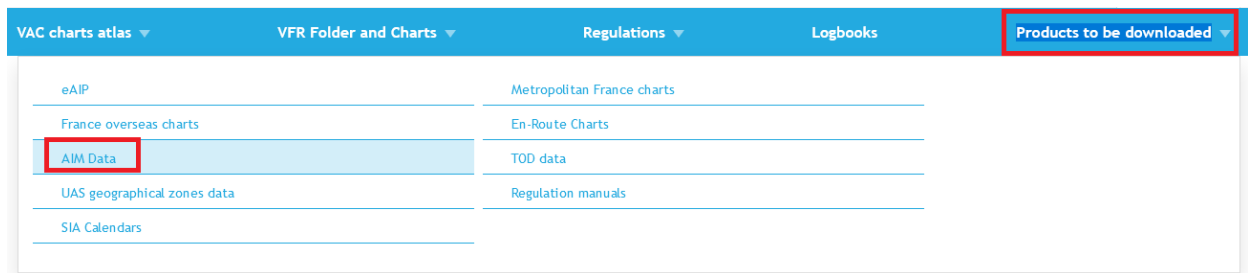 VAC charts atlas
VFR Folder and Charts
Regulations
Logbooks
Products to be downloaded
eAIP
France overseas charts
AIM Data
UAS geographical zones data
SIA Calendars
Metropolitan France charts
En-Route Charts
TOD data
Regulation manuals